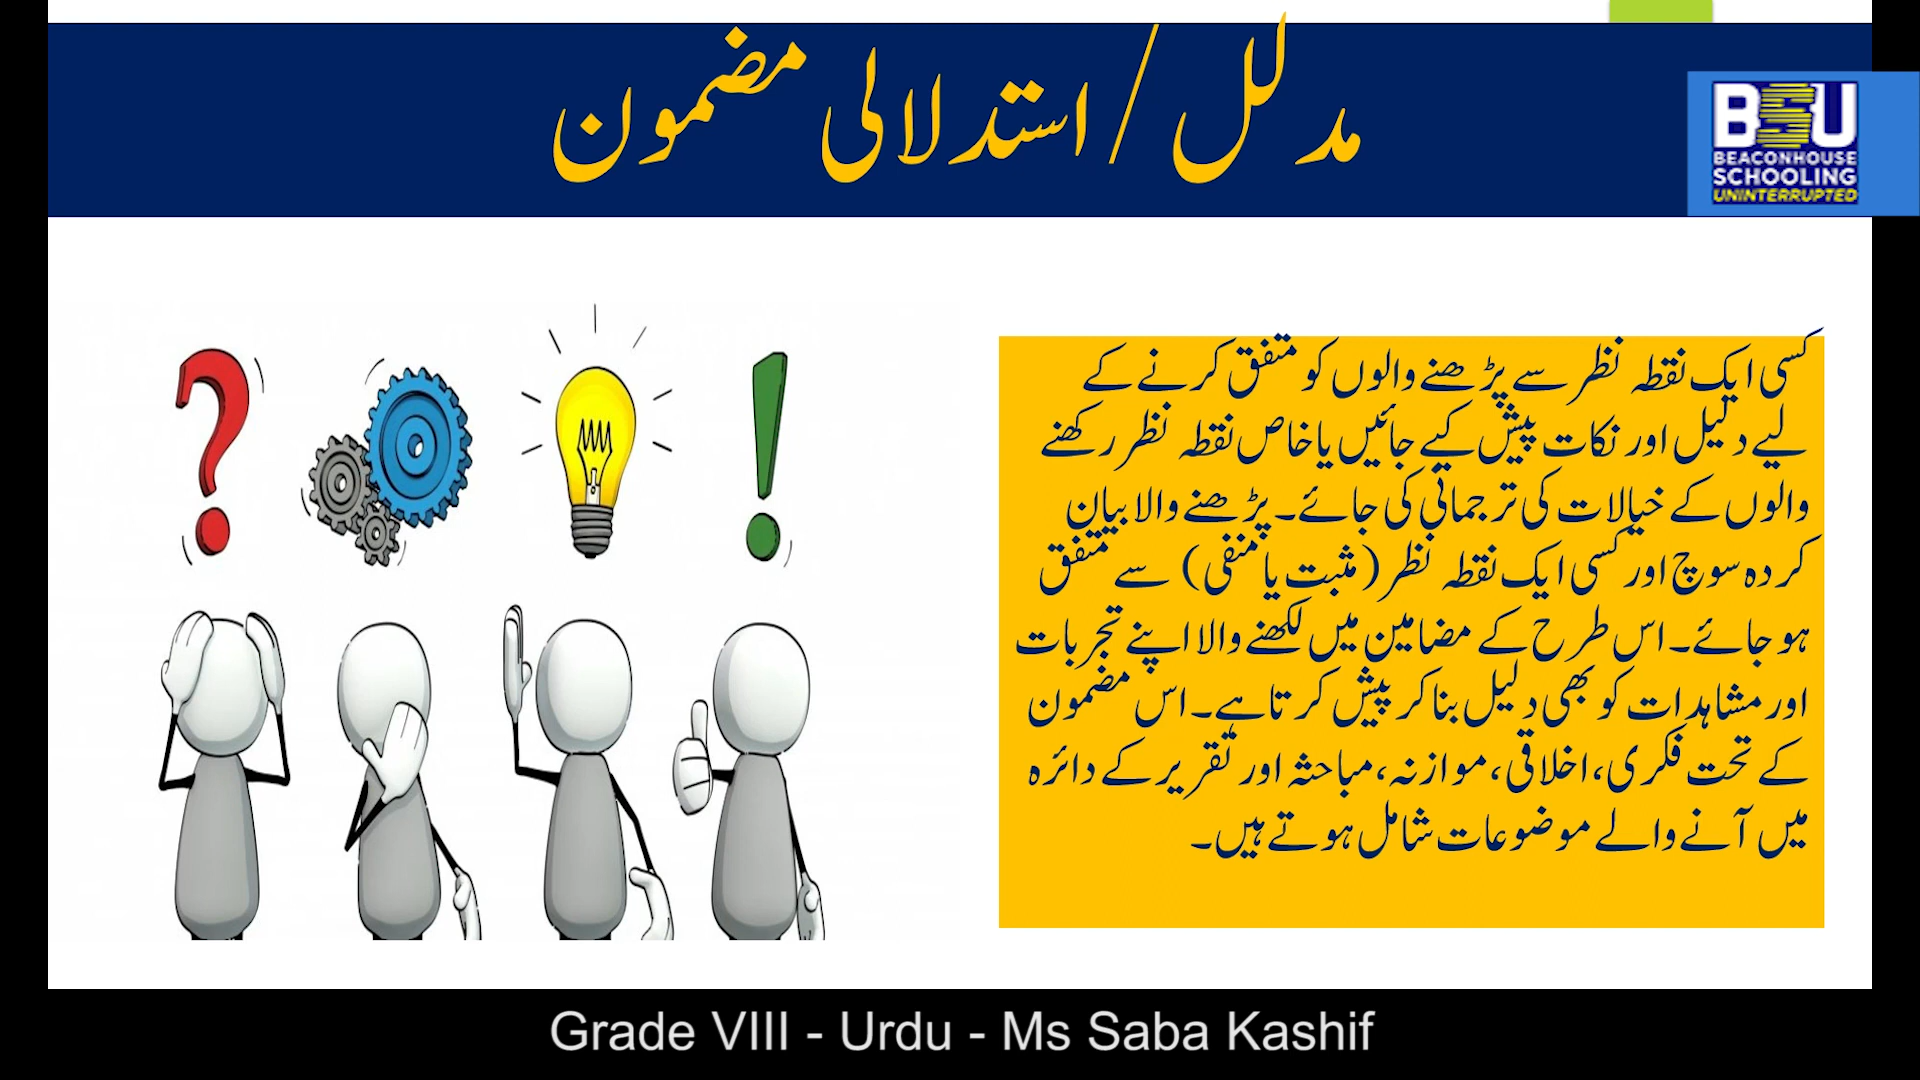 مدلل / استدلالی مضمون
BSU
BEACONHOUSE
SCHOOLING
UNINTERRUPTED
کسی ایک نقطہ نظر سے پڑھنے والوں کو متفق کرنے کے
لیے دلیل اور نکات پیش کیے جائیں یا خاص نقطہ نظر رکھنے
والوں کے خیالات کی ترجمانی کی جائے۔ پڑھنے والا بیان
کردہ سوچ اور کسی ایک نقطہ نظر (مثبت یا منفی) سے متفق
ہو جائے۔ اس طرح کے مضامین میں لکھنے والا اپنے تجربات
اور مشاہدات کو بھی دلیل بنا کر پیش کرتا ہے۔ اس مضمون
کے تحت فکری، اخلاقی، موازنہ، مباحثہ اور تقریر کے دائرہ
میں آنے والے موضوعات شامل ہوتے ہیں۔
Grade VIII - Urdu - Ms Saba Kashif